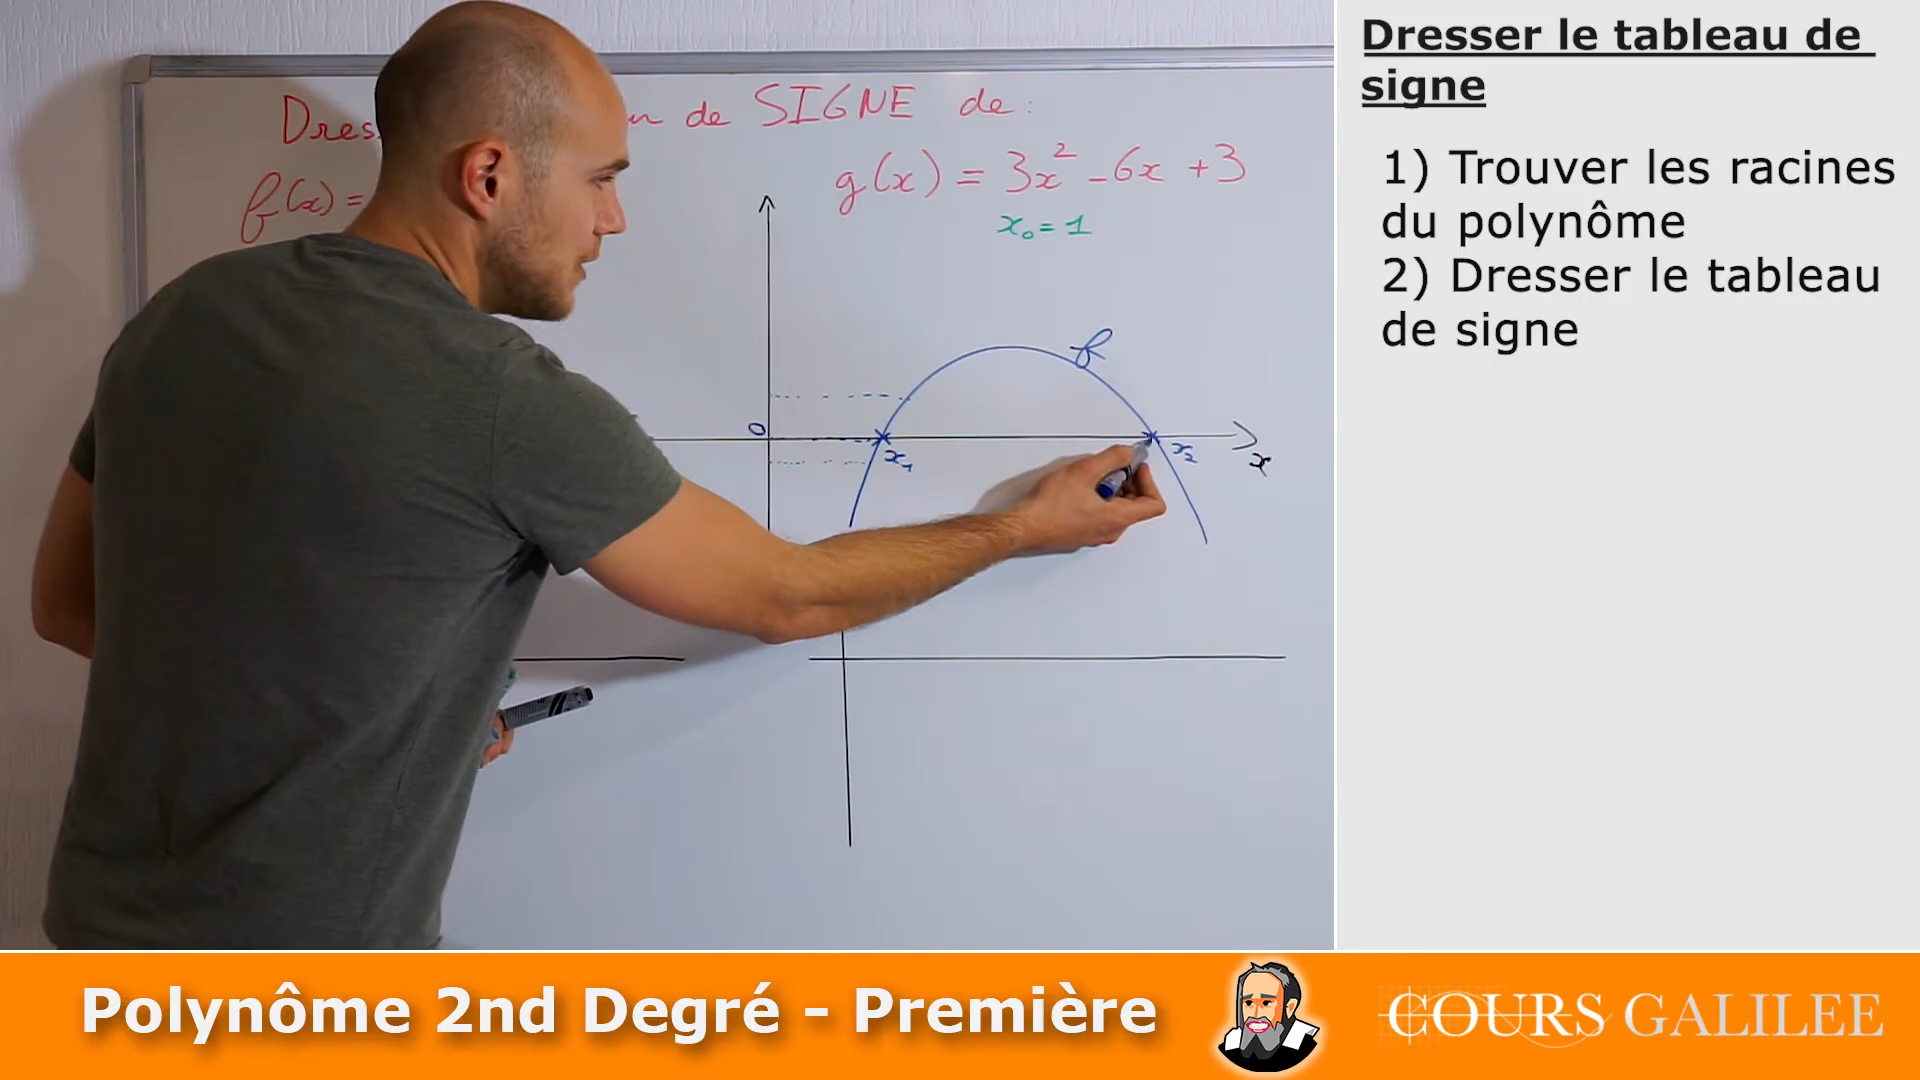 Dres de SIGNE de :
f(x) =
g(x) = 3x² - 6x + 3
x₀ = 1
f
0
x₁
x₂
x
Dresser le tableau de
signe
1) Trouver les racines
du polynôme
2) Dresser le tableau
de signe
Polynôme 2nd Degré - Première
COURS GALILEE